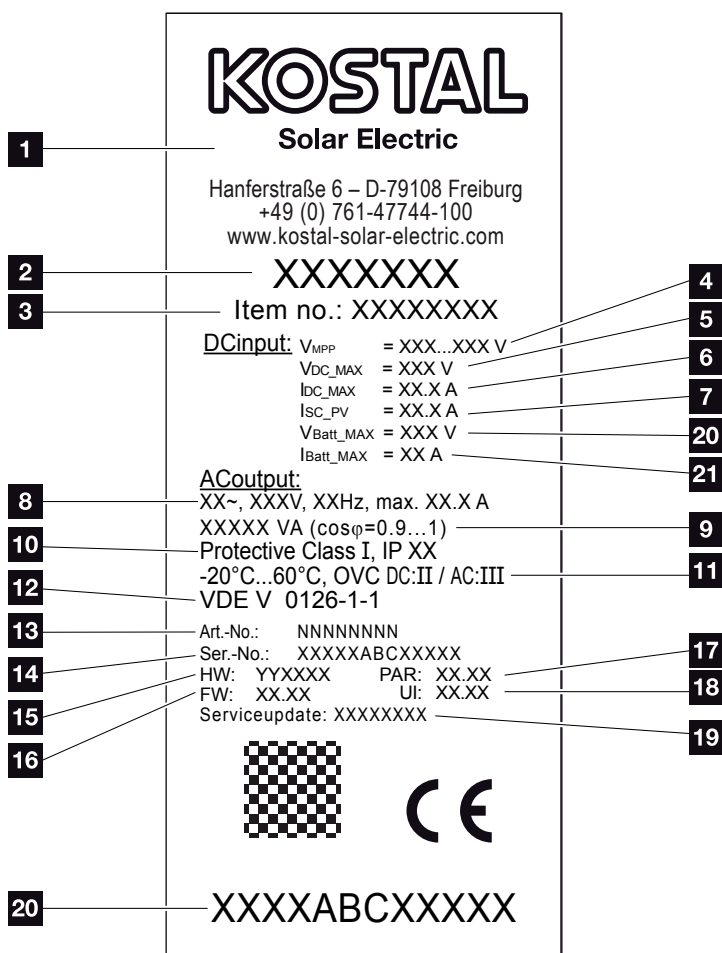 KOSTAL
1
Solar Electric
Hanferstraße 6 – D-79108 Freiburg
+49 (0) 761-47744-100
www.kostal-solar-electric.com
2 XXXXXXX
3 Item no.: XXXXXXXX
DCinput: VMPP = XXX...XXX V 4
VDC_MAX = XXX V 5
IDC_MAX = XX.X A 6
ISC_PV = XX.X A 7
VBatt_MAX = XXX V 20
IBatt_MAX = XX A 21
ACoutput:
8 XX~, XXXV, XXHz, max. XX.X A
XXXXX VA (cosφ=0.9...1) 9
10 Protective Class I, IP XX
-20°C...60°C, OVC DC:II / AC:III 11
12 VDE V 0126-1-1
13 Art.-No.: NNNNNNNN
14 Ser.-No.: XXXXXABCXXXXX
15 HW: YYXXXX PAR: XX.XX 17
16 FW: XX.XX UI: XX.XX 18
Serviceupdate: XXXXXXXX 19
CE
20 XXXXABCXXXXX